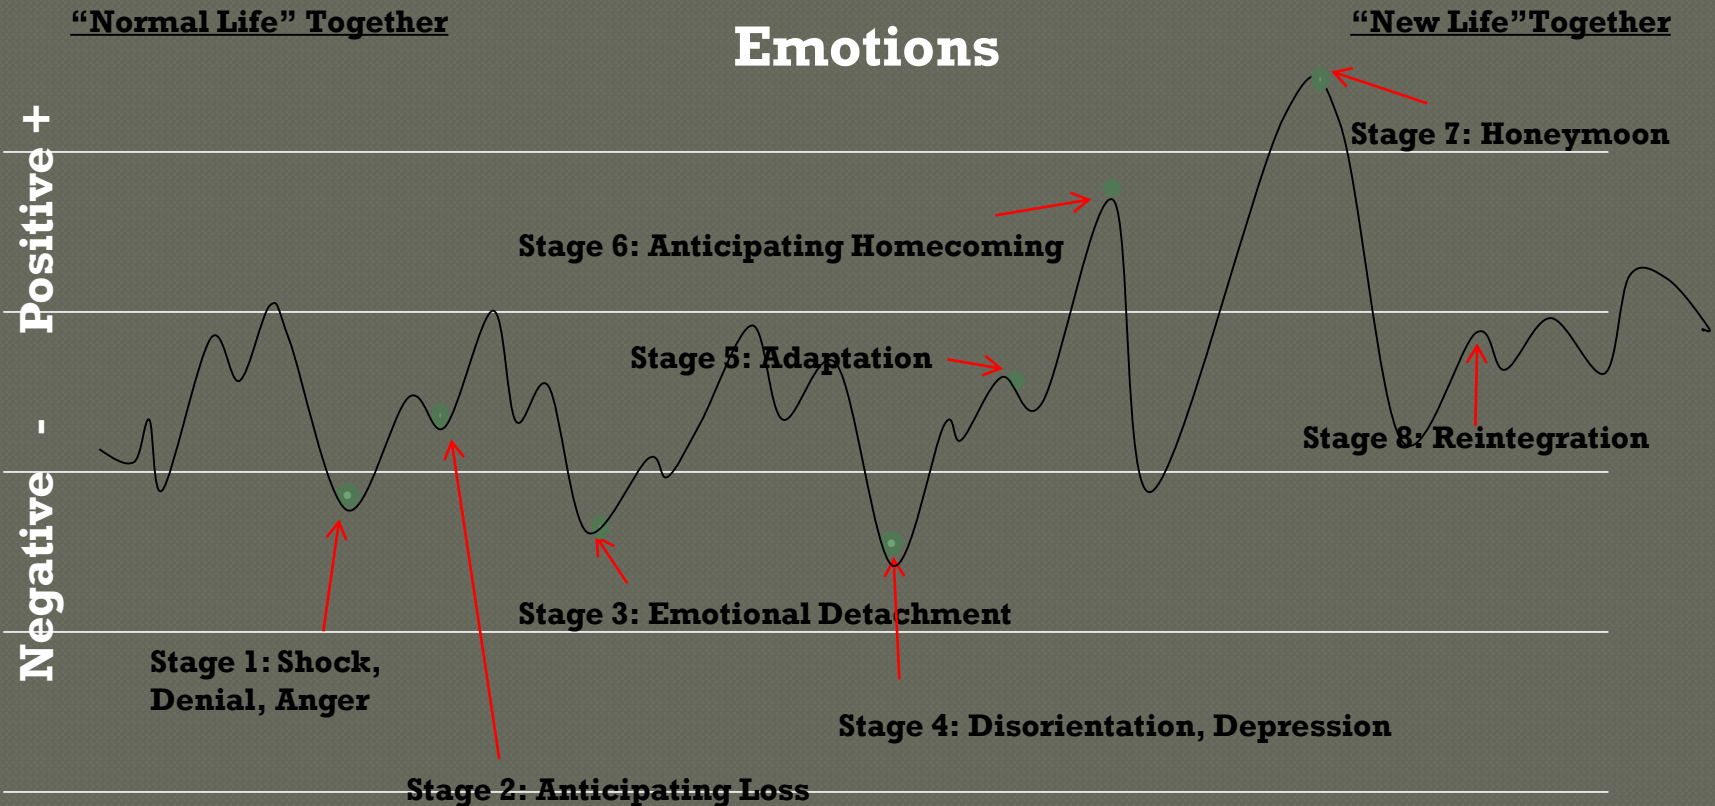 “Normal Life” Together
Emotions
“New Life”Together
Positive +
Negative -
Stage 7: Honeymoon
Stage 6: Anticipating Homecoming
Stage 5: Adaptation
Stage 8: Reintegration
Stage 3: Emotional Detachment
Stage 1: Shock,
Denial, Anger
Stage 4: Disorientation, Depression
Stage 2: Anticipating Loss